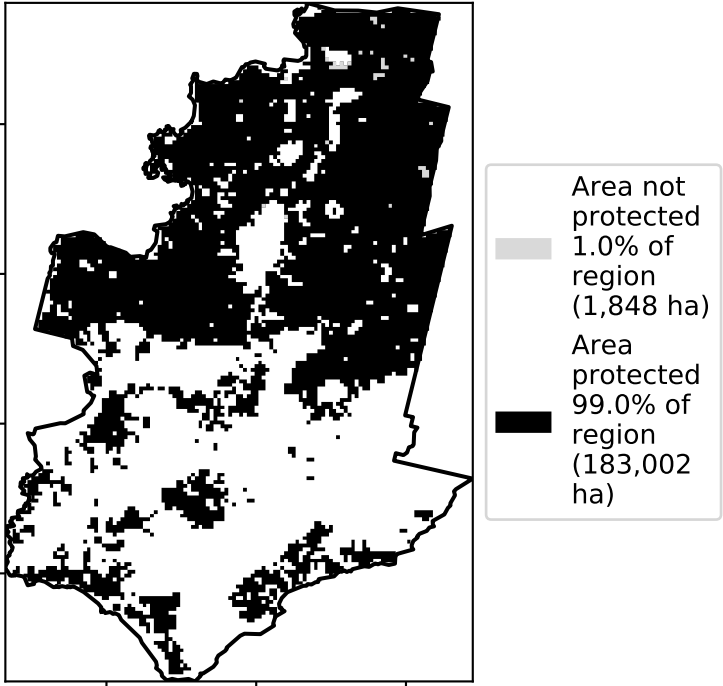 Area not
protected
1.0% of
region
(1,848 ha)
Area
protected
99.0% of
region
(183,002
ha)